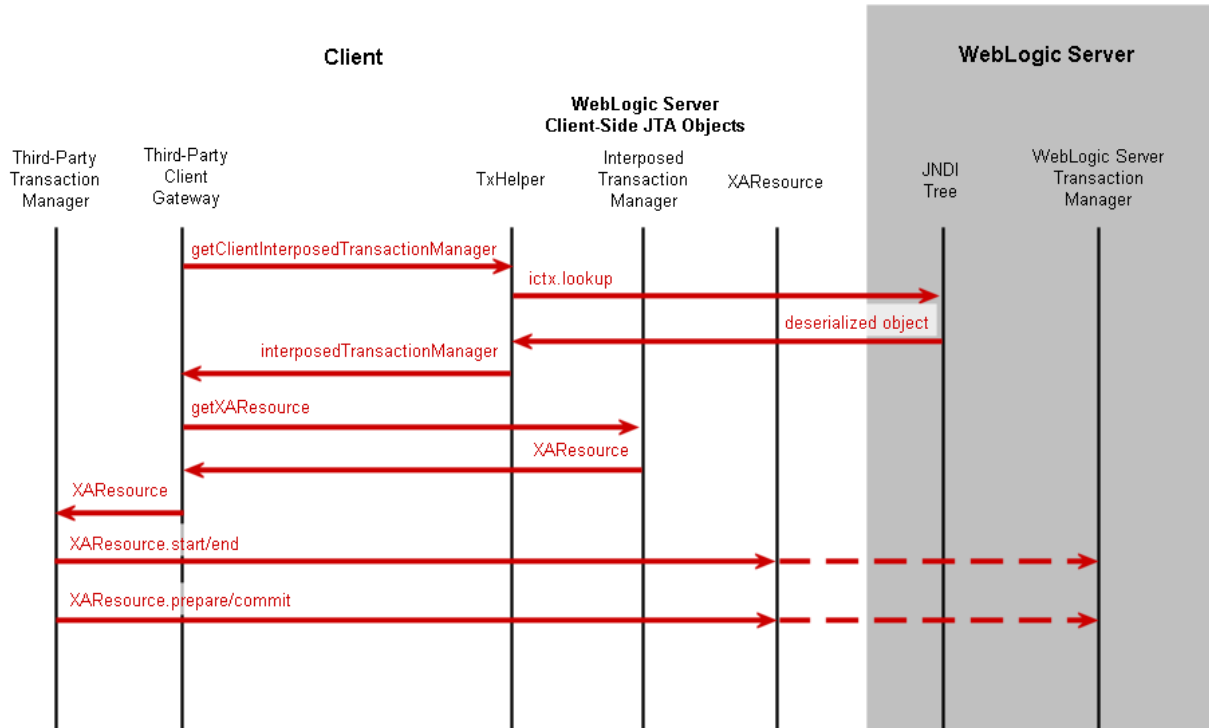 Client
WebLogic Server
WebLogic Server
Client-Side JTA Objects
Third-Party
Transaction
Manager
Third-Party
Client
Gateway
TxHelper
Interposed
Transaction
Manager
XAResource
JNDI
Tree
WebLogic Server
Transaction
Manager
getClientInterposedTransactionManager
ictx.lookup
deserialized object
interposedTransactionManager
getXAResource
XAResource
XAResource
XAResource.start/end
XAResource.prepare/commit